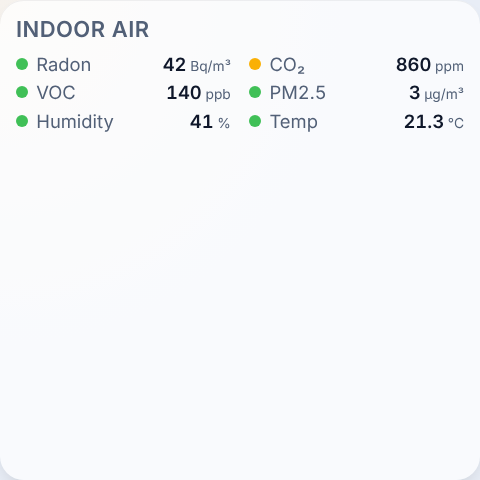 INDOOR AIR
Radon 42 Bq/m³ CO₂ 860 ppm
VOC 140 ppb PM2.5 3 µg/m³
Humidity 41 % Temp 21.3 °C